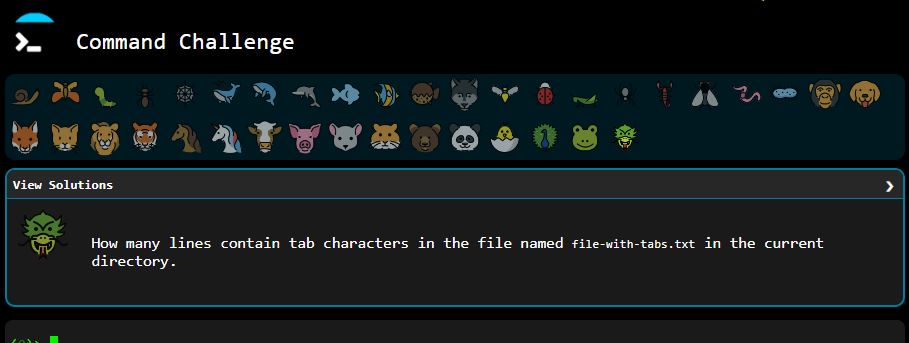 Command Challenge
View Solutions
How many lines contain tab characters in the file named file-with-tabs.txt in the current
directory.